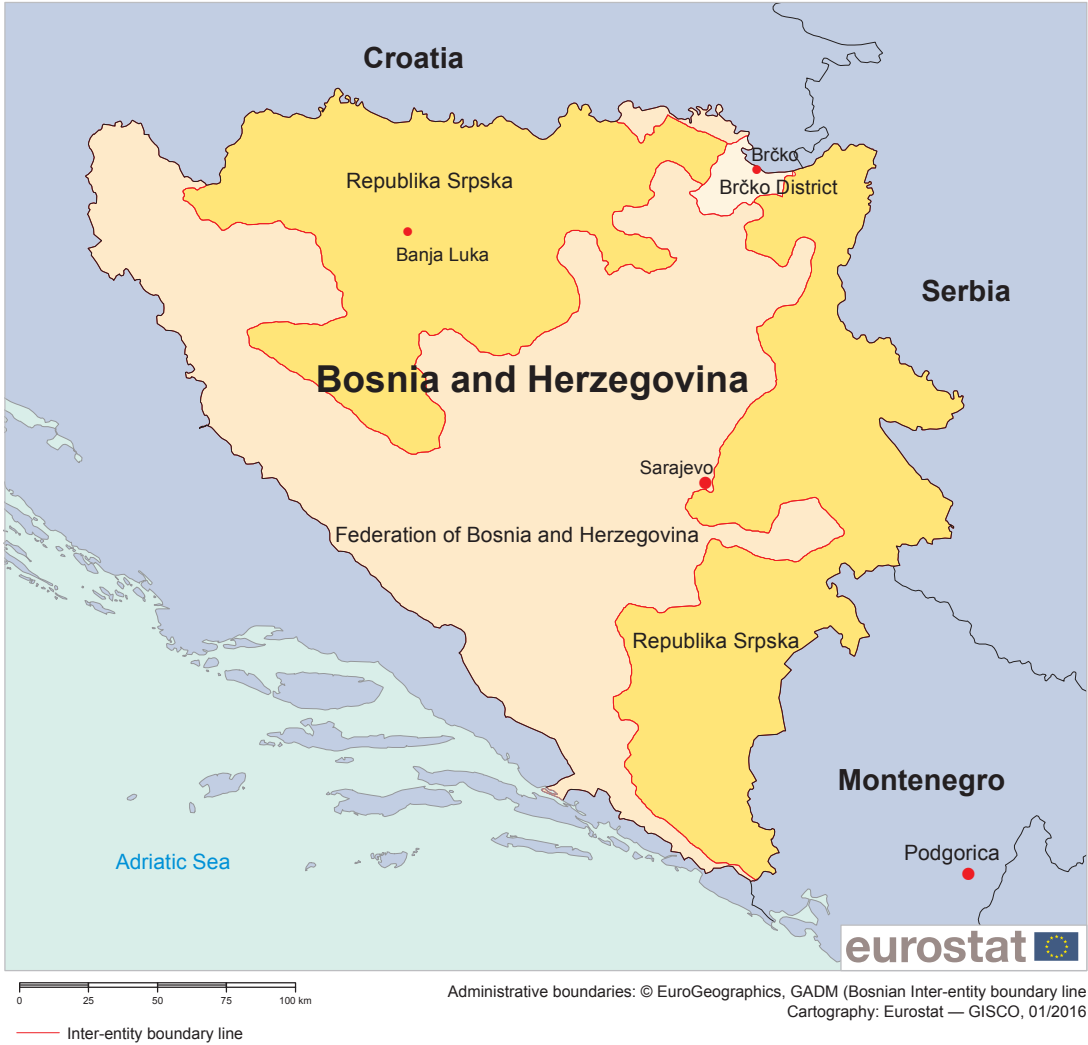 Croatia
Brčko
Republika Srpska
Brčko District
Banja Luka
Serbia
Bosnia and Herzegovina
Sarajevo
Federation of Bosnia and Herzegovina
Republika Srpska
Montenegro
Adriatic Sea
Podgorica
eurostat
0 25 50 75 100 km
Administrative boundaries: © EuroGeographics, GADM (Bosnian Inter-entity boundary line
Cartography: Eurostat — GISCO, 01/2016
Inter-entity boundary line